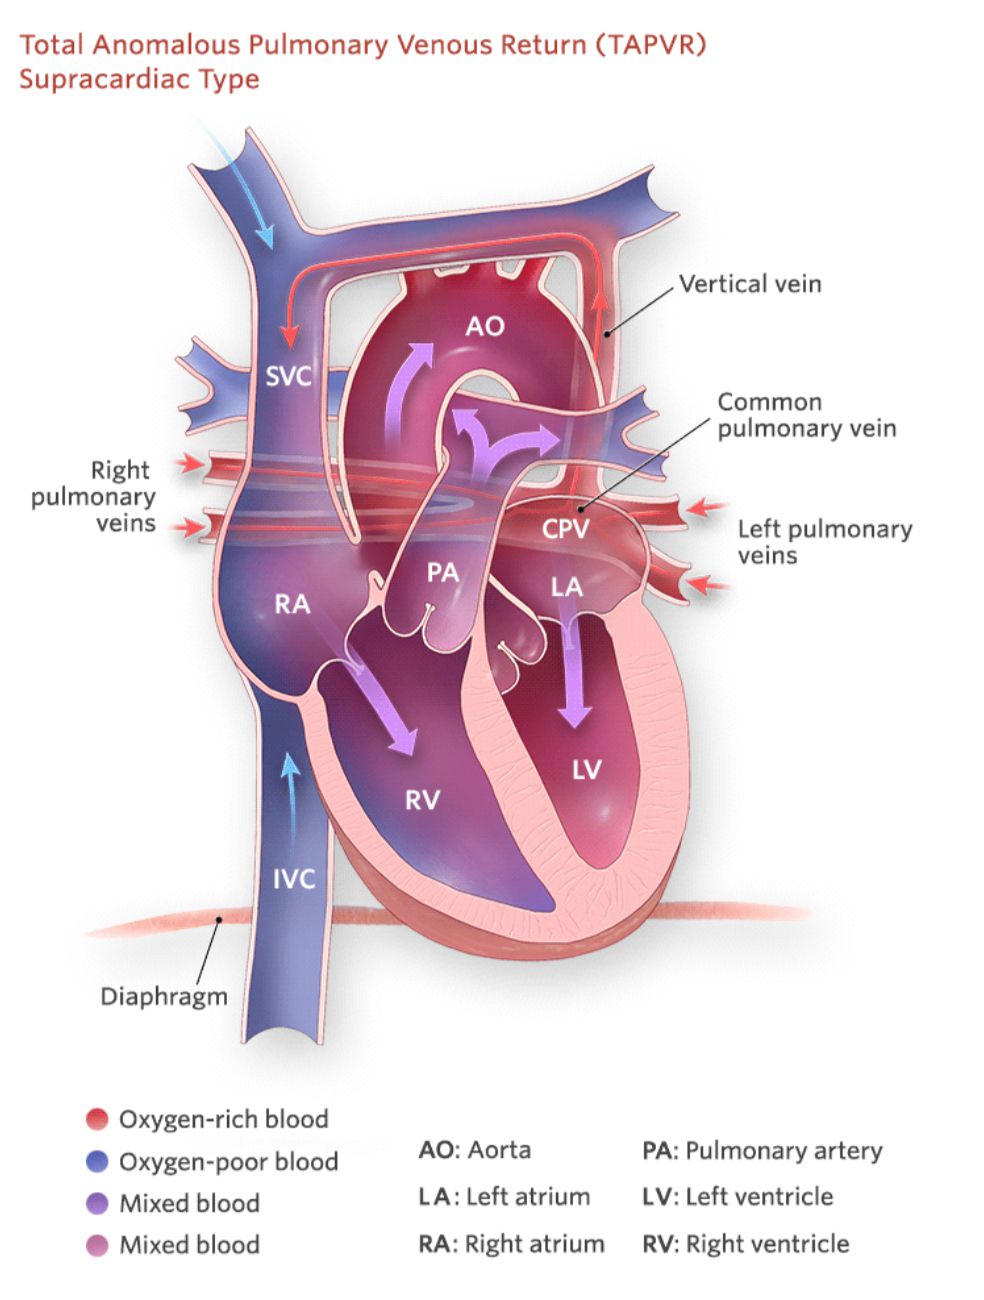 Total Anomalous Pulmonary Venous Return (TAPVR)
Supracardiac Type
Vertical vein
AO
SVC
Common
pulmonary vein
Right
pulmonary
veins
CPV
Left pulmonary
veins
PA
LA
RA
LV
RV
IVC
Diaphragm
Oxygen-rich blood
Oxygen-poor blood
Mixed blood
Mixed blood
AO: Aorta
LA: Left atrium
RA: Right atrium
PA: Pulmonary artery
LV: Left ventricle
RV: Right ventricle